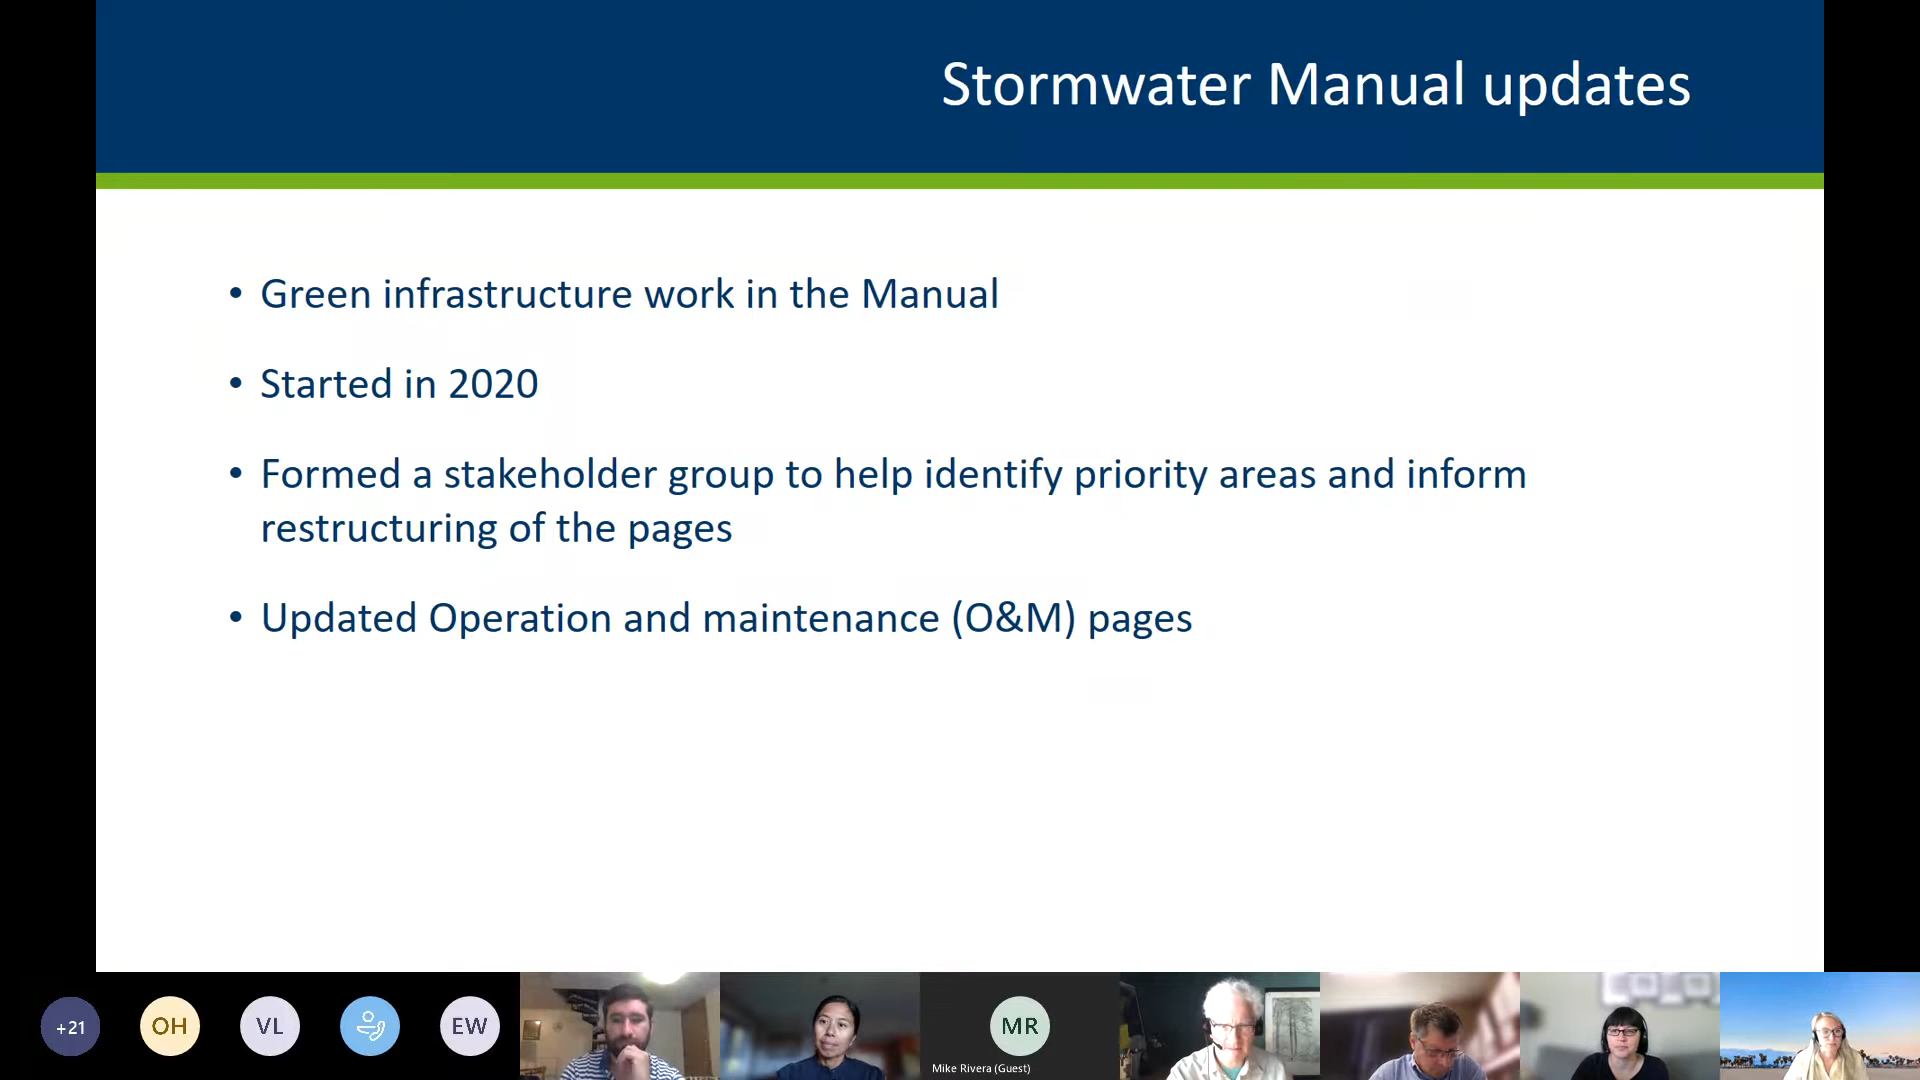 Stormwater Manual updates
• Green infrastructure work in the Manual
• Started in 2020
• Formed a stakeholder group to help identify priority areas and inform
restructuring of the pages
• Updated Operation and maintenance (O&M) pages
+21
OH
VL
EW
MR
Mike Rivera (Guest)